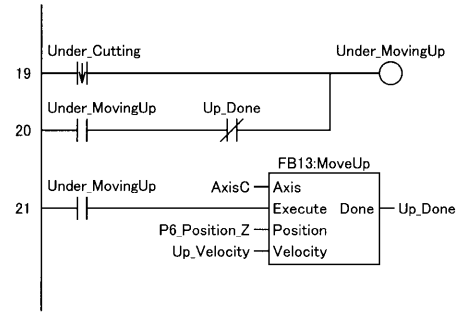 Under_Cutting
Under_MovingUp
19
Under_MovingUp
Up_Done
20
FB13:MoveUp
Under_MovingUp
AxisC
Axis
21
Execute
Done
Up_Done
P6_Position_Z
Position
Up_Velocity
Velocity